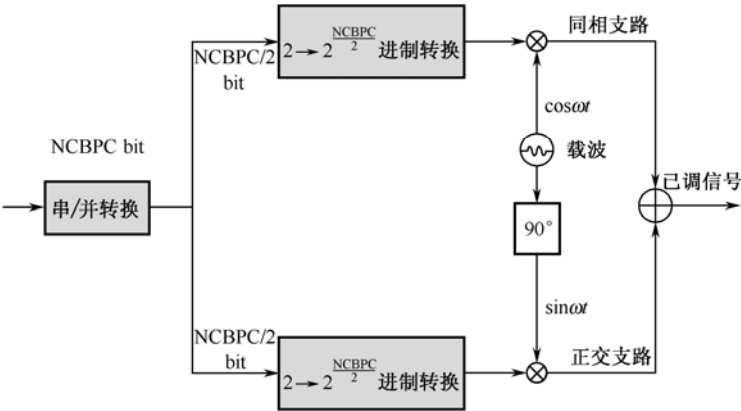 NCBPC/2
bit
2→2^{NCBPC/2} 进制转换
同相支路
cosωt
载波
NCBPC bit
串/并转换
已调信号
90°
sinωt
NCBPC/2
bit
2→2^{NCBPC/2} 进制转换
正交支路